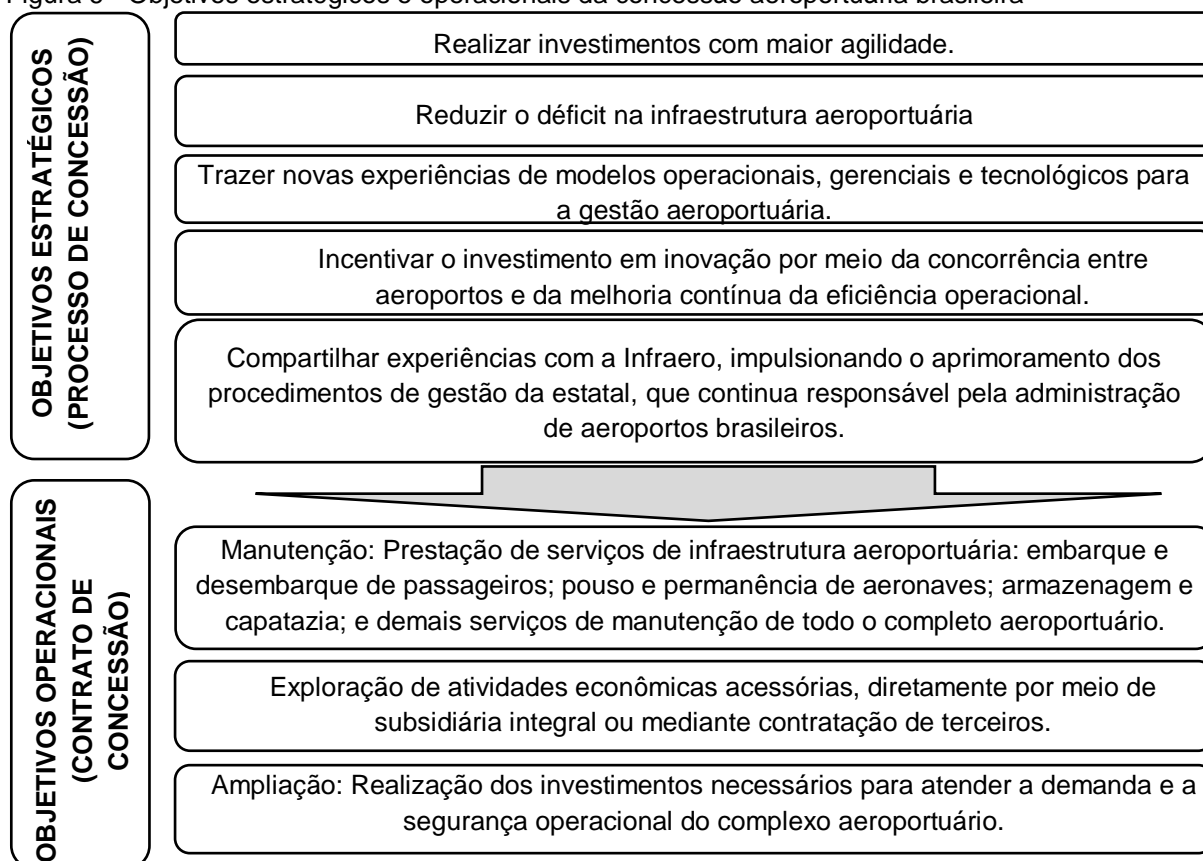 Objetivos estratégicos e operacionais da concessão aeroportuária brasileira
OBJETIVOS ESTRATÉGICOS
(PROCESSO DE CONCESSÃO)
Realizar investimentos com maior agilidade.
Reduzir o déficit na infraestrutura aeroportuária
Trazer novas experiências de modelos operacionais, gerenciais e tecnológicos para
a gestão aeroportuária.
Incentivar o investimento em inovação por meio da concorrência entre
aeroportos e da melhoria contínua da eficiência operacional.
Compartilhar experiências com a Infraero, impulsionando o aprimoramento dos
procedimentos de gestão da estatal, que continua responsável pela administração
de aeroportos brasileiros.
OBJETIVOS OPERACIONAIS
(CONTRATO DE
CONCESSÃO)
Manutenção: Prestação de serviços de infraestrutura aeroportuária: embarque e
desembarque de passageiros; pouso e permanência de aeronaves; armazenagem e
capatazia; e demais serviços de manutenção de todo o completo aeroportuário.
Exploração de atividades econômicas acessórias, diretamente por meio de
subsidiária integral ou mediante contratação de terceiros.
Ampliação: Realização dos investimentos necessários para atender a demanda e a
segurança operacional do complexo aeroportuário.